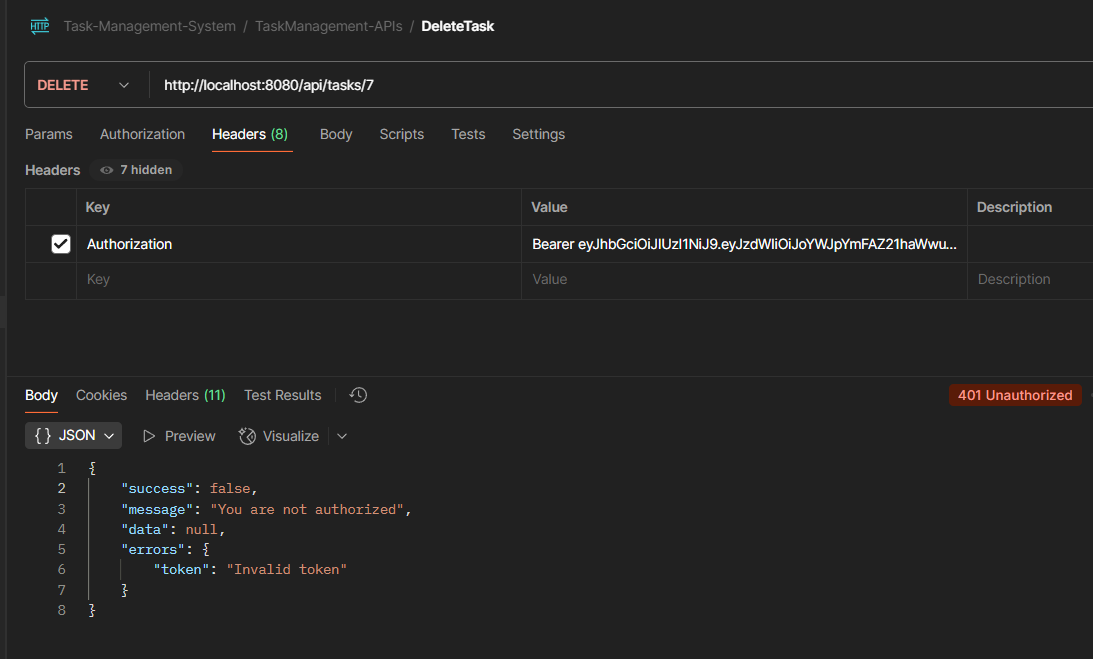 HTTP Task-Management-System / TaskManagement-APIs / DeleteTask
DELETE http://localhost:8080/api/tasks/7
Params Authorization Headers (8) Body Scripts Tests Settings
Headers 7 hidden
Key Value Description
Authorization Bearer eyJhbGciOiJIUzI1NiJ9.eyJzdWIiOiJoYWJpYmFAZ21haWwu...
Key Value Description
Body Cookies Headers (11) Test Results 401 Unauthorized
{} JSON Preview Visualize
1 {
2 "success": false,
3 "message": "You are not authorized",
4 "data": null,
5 "errors": {
6 "token": "Invalid token"
7 }
8 }